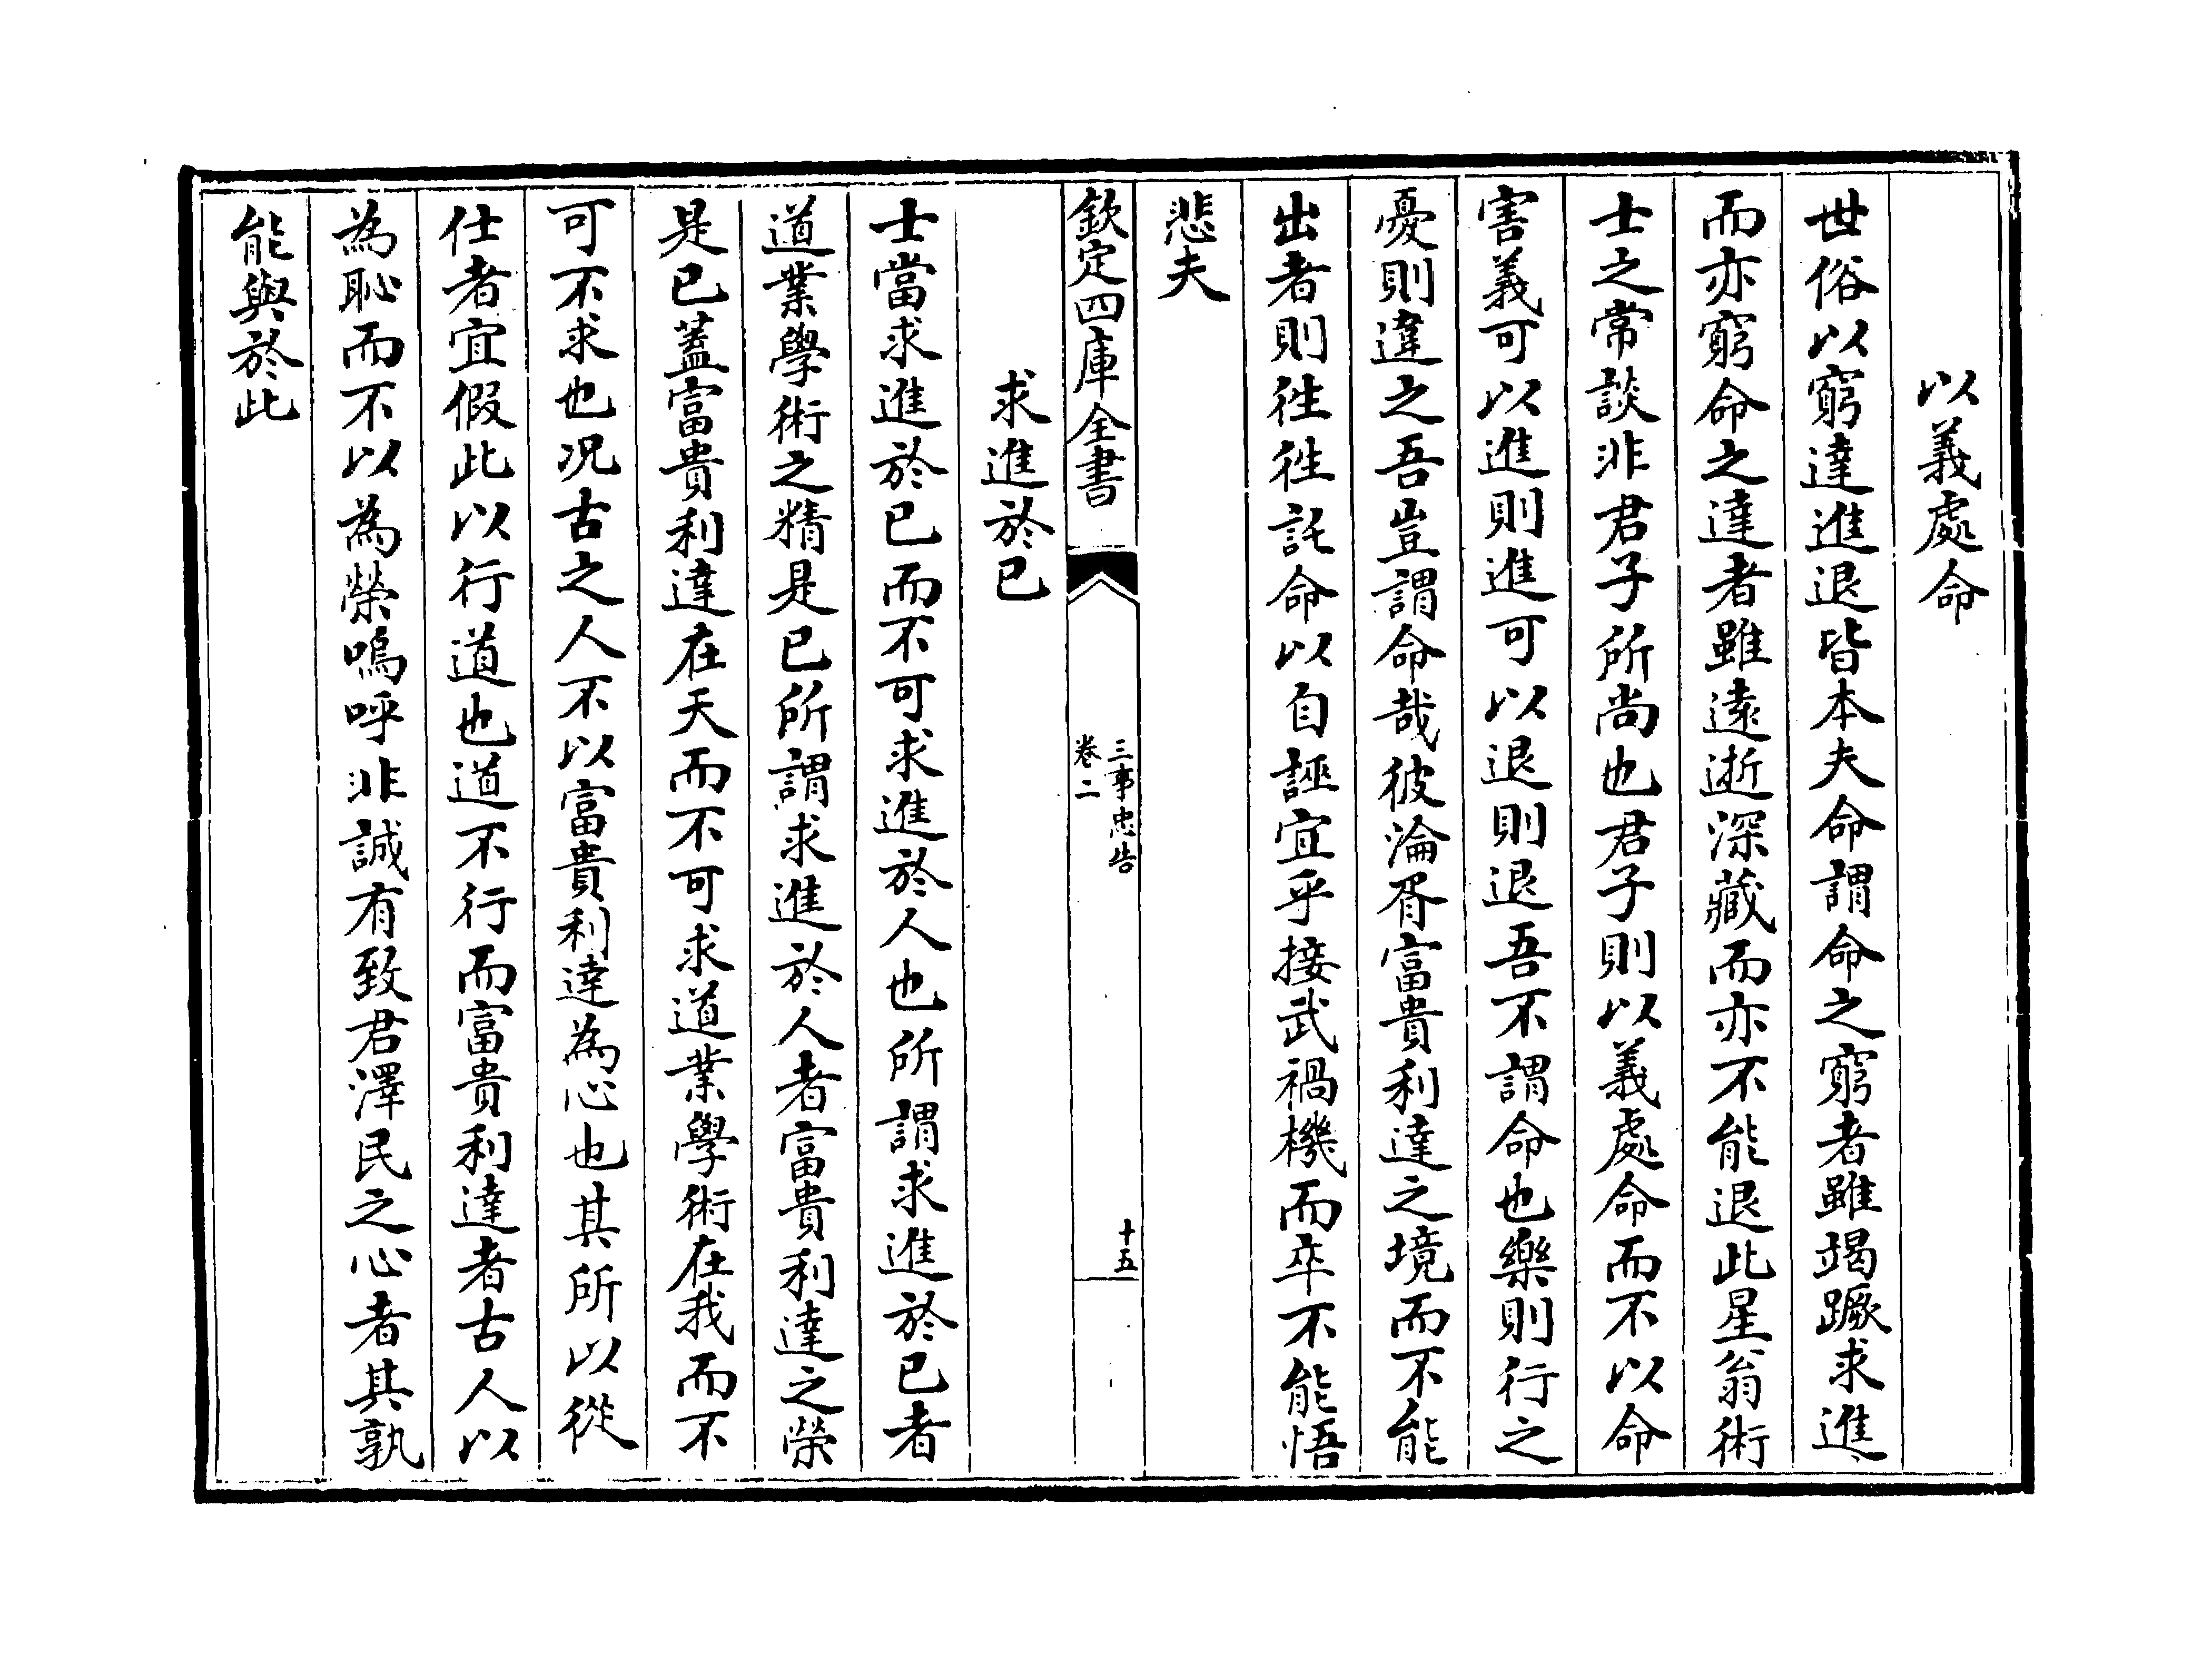 以義處命
世俗以窮達進退皆本夫命謂命之窮者雖竭蹶求進
而亦窮命之達者雖遠逝深藏而亦不能退此星翁術
士之常談非君子所尚也君子則以義處命而不以命
害義可以進則進可以退則退吾不謂命也樂則行之
憂則違之吾豈謂命哉彼淪胥富貴利達之境而不能
出者則徃徃託命以自誣宜乎接武禍機而卒不能悟
悲夫
欽定四庫全書
三事忠告
卷二
十五
求進於已
士當求進於已而不可求進於人也所謂求進於已者
道業學術之精是已所謂求進於人者富貴利達之榮
是已蓋富貴利達在天而不可求道業學術在我而不
可不求也况古之人不以富貴利達為心也其所以從
仕者宜假此以行道也道不行而富貴利達者古人以
為恥而不以為榮嗚呼非誠有致君澤民之心者其孰
能與於此